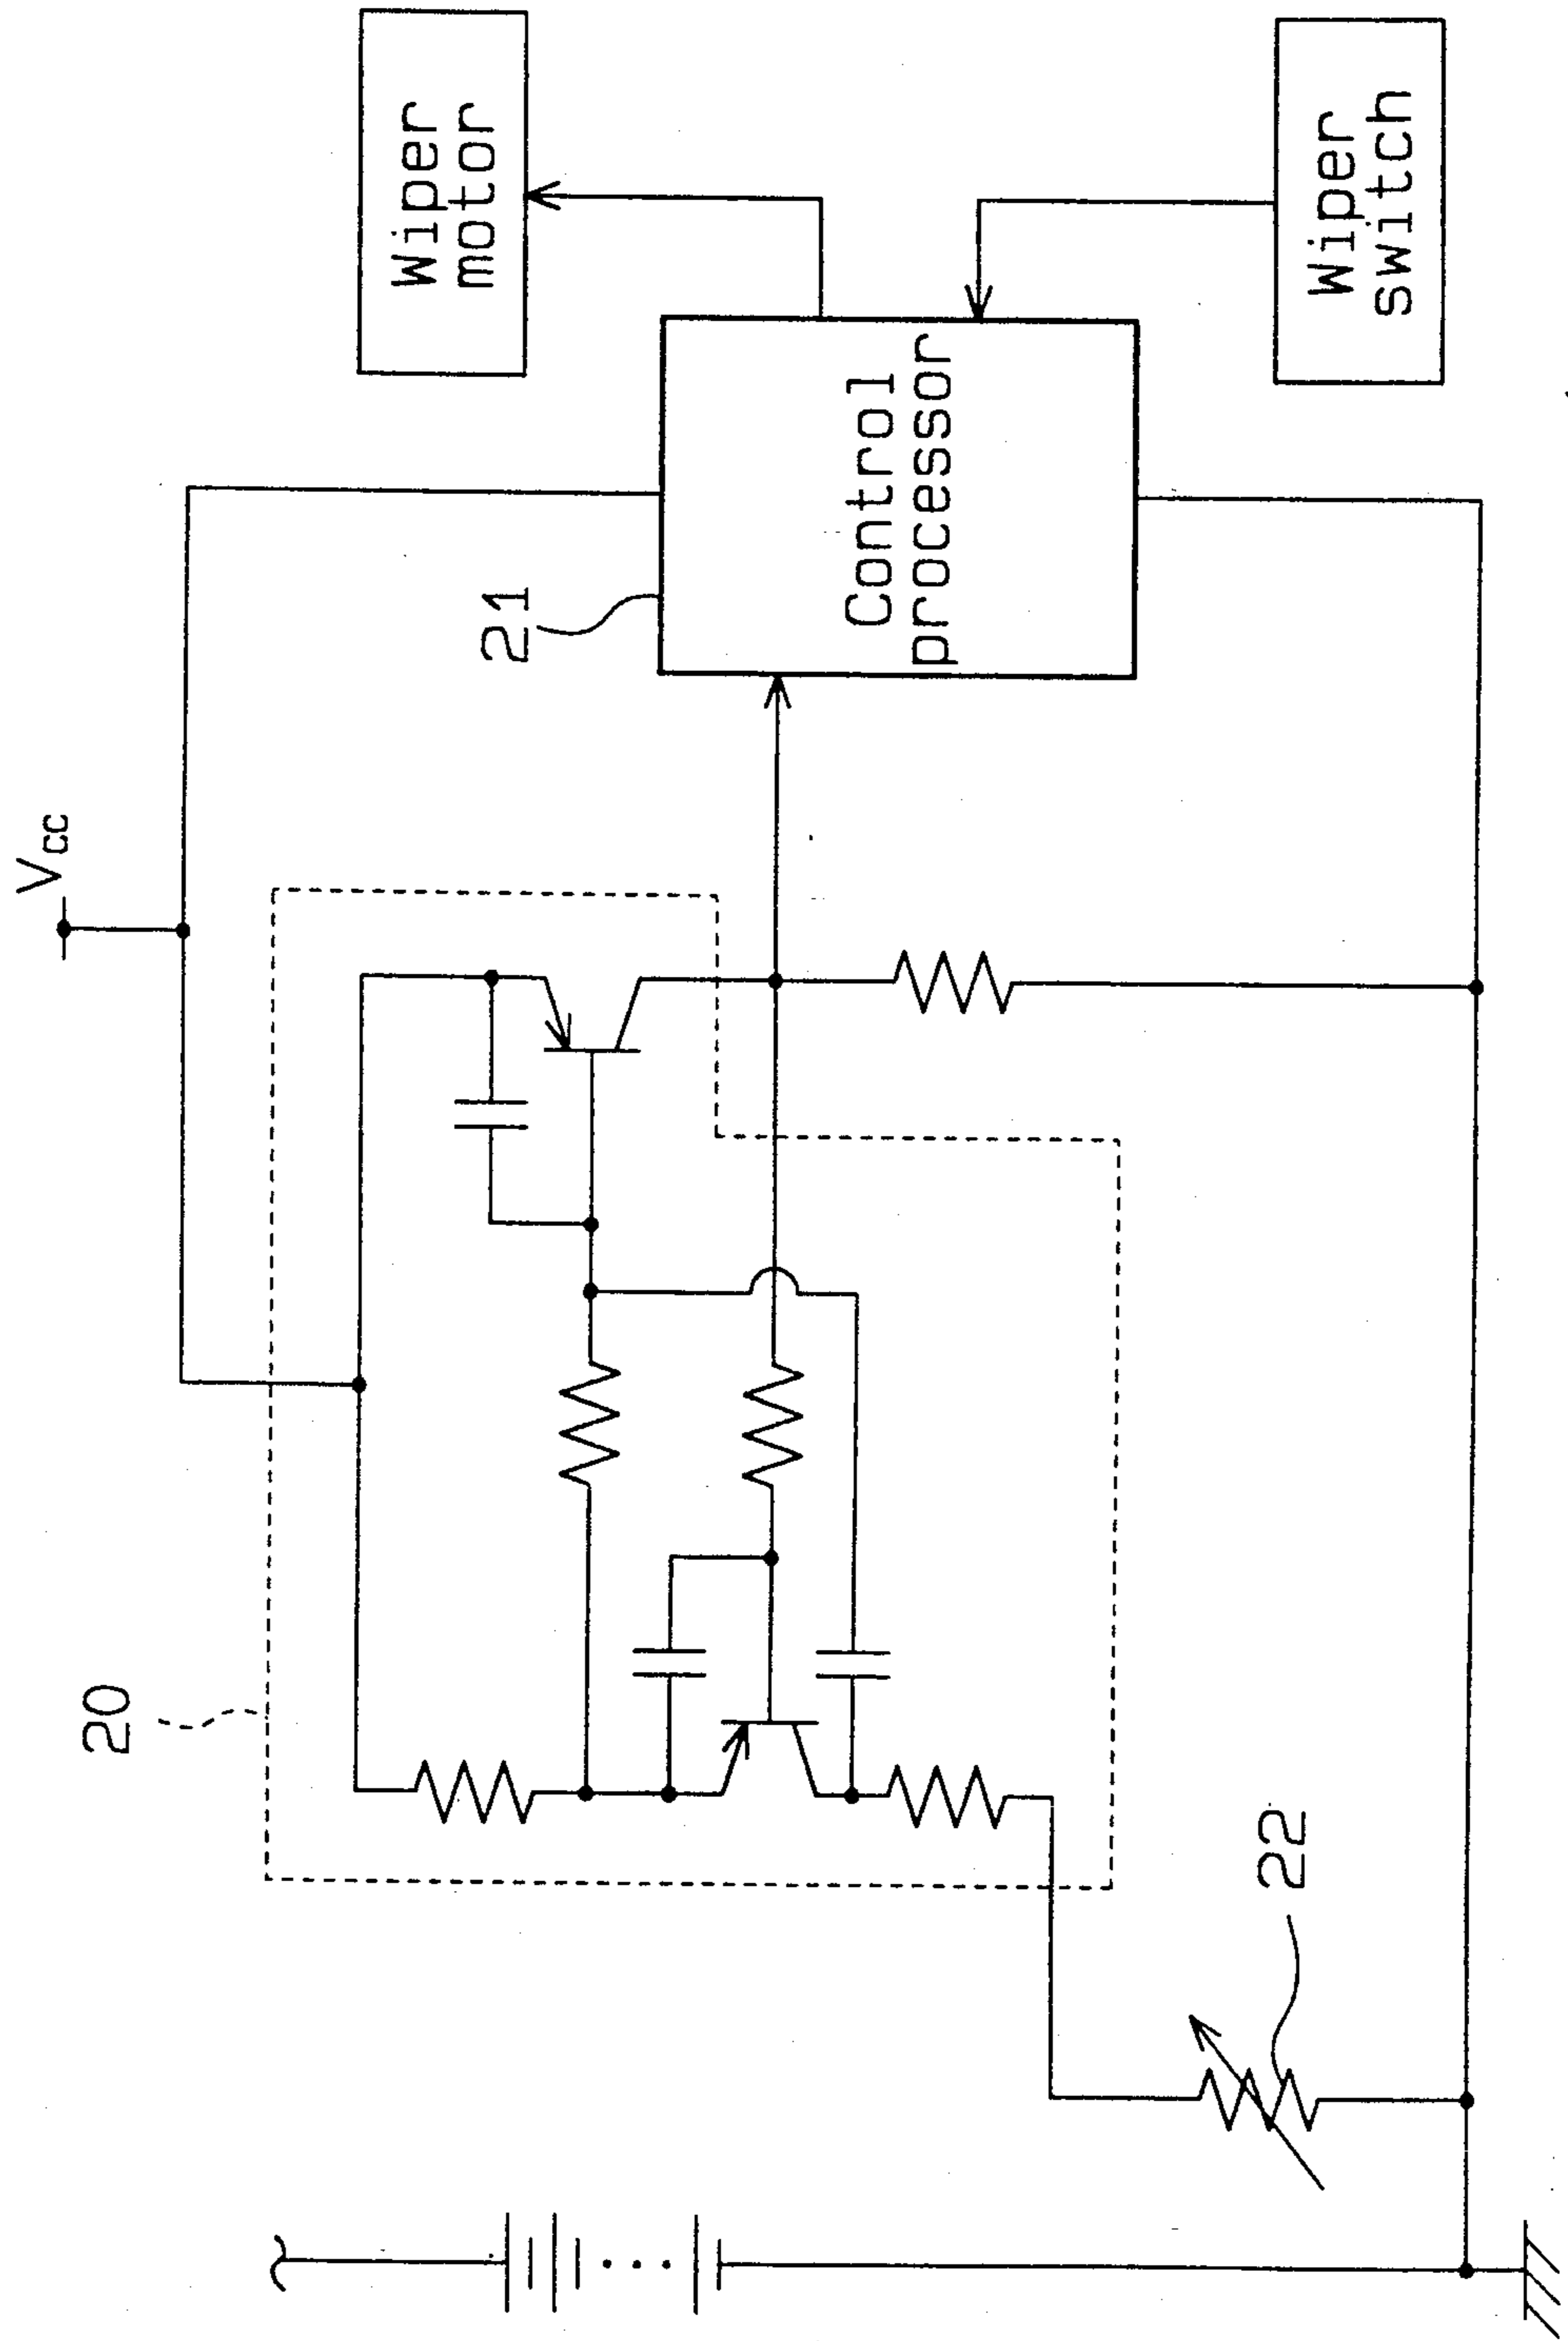 Vcc
Wiper
motor
20
21
Control
processor
22
Wiper
switch